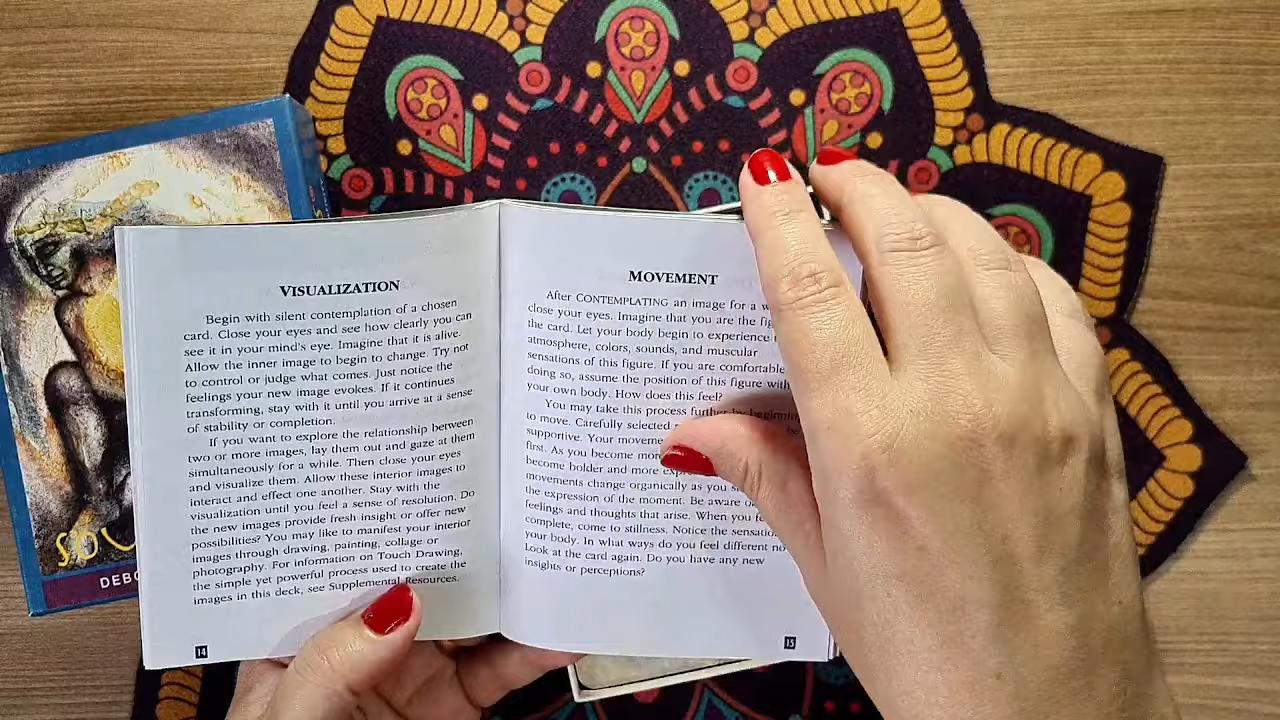 VISUALIZATION
Begin with silent contemplation of a chosen
card. Close your eyes and see how clearly you can
see it in your mind's eye. Imagine that it is alive.
Allow the inner image to begin to change. Try not
to control or judge what comes. Just notice the
feelings your new image evokes. If it continues
transforming, stay with it until you arrive at a sense
of stability or completion.
If you want to explore the relationship between
two or more images, lay them out and gaze at them
simultaneously for a while. Then close your eyes
and visualize them. Allow these internal images to
interact and effect one another. Stay with the
visualization until you feel a sense of resolution. Do
the new images provide fresh insight or offer new
possibilities? You may like to manifest your interior
images through drawing, painting, collage or
photography. For information on Touch Drawing,
the simple yet powerful process used to create the
images in this deck, see Supplemental Resources.
14
MOVEMENT
After CONTEMPLATING an image for a
close your eyes. Imagine that you are the
the card. Let your body begin to experience
atmosphere, colors, sounds, and muscular
sensations of this figure. If you are comfortable
doing so, assume the position of this figure with
your own body. How does this feel?
You may take this process further by
to move. Carefully selected
supportive. Your
first. As you become
become bolder and more
movements change organically as
the expression of the moment. Be aware
feelings and thoughts that arise. When you
complete, come to stillness. Notice the
your body. In what ways do you feel different
Look at the card again. Do you have any new
insights or perceptions?
15